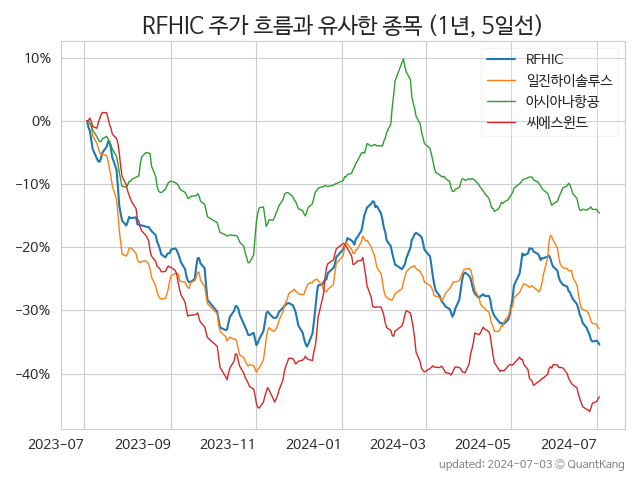 RFHIC 주가 흐름과 유사한 종목 (1년, 5일선)
RFHIC
일진하이솔루스
아시아나항공
씨에스윈드
10%
0%
−10%
−20%
−30%
−40%
2023-07 2023-09 2023-11 2024-01 2024-03 2024-05 2024-07
updated: 2024-07-03 © QuantKang